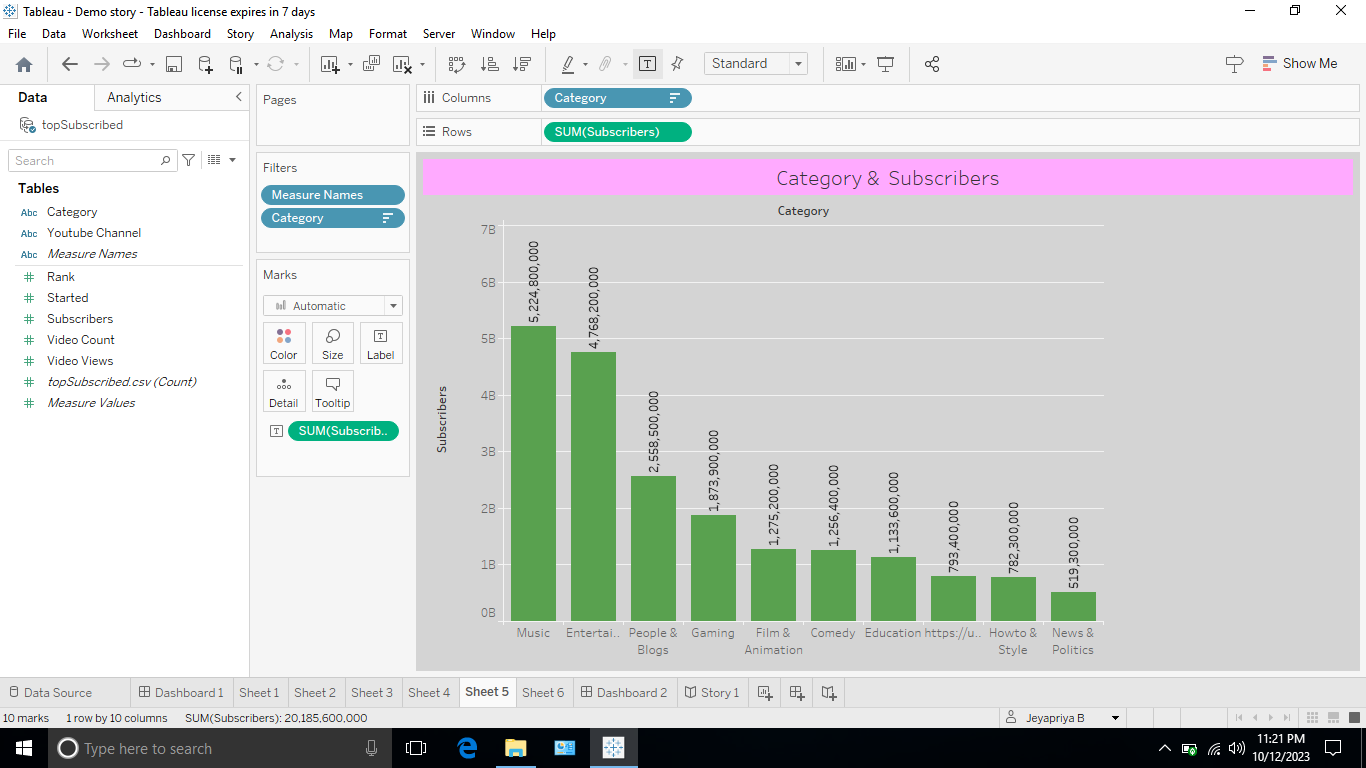 Tableau - Demo story - Tableau license expires in 7 days
File Data Worksheet Dashboard Story Analysis Map Format Server Window Help
Standard
Show Me
Data
Analytics
topSubscribed
Search
Tables
Abc Category
Abc Youtube Channel
Abc Measure Names
# Rank
# Started
# Subscribers
# Video Count
# Video Views
# topSubscribed.csv (Count)
# Measure Values
Pages
Filters
Measure Names
Category
Marks
Automatic
Color
Size
T
Label
Detail
Tooltip
T
SUM(Subscrib..
Columns
Category
Rows
SUM(Subscribers)
Category & Subscribers
Category
Subscribers
7B
6B
5B
4B
3B
2B
1B
0B
5,224,800,000
4,768,200,000
2,558,500,000
1,873,900,000
1,275,200,000
1,256,400,000
1,133,600,000
793,400,000
782,300,000
519,300,000
Music
Entertai..
People &
Blogs
Gaming
Film &
Animation
Comedy
Education
https://u..
Howto &
Style
News &
Politics
Data Source
Dashboard 1
Sheet 1
Sheet 2
Sheet 3
Sheet 4
Sheet 5
Sheet 6
Dashboard 2
Story 1
10 marks
1 row by 10 columns
SUM(Subscribers): 20,185,600,000
Jeyapriya B
Type here to search
11:21 PM
10/12/2023